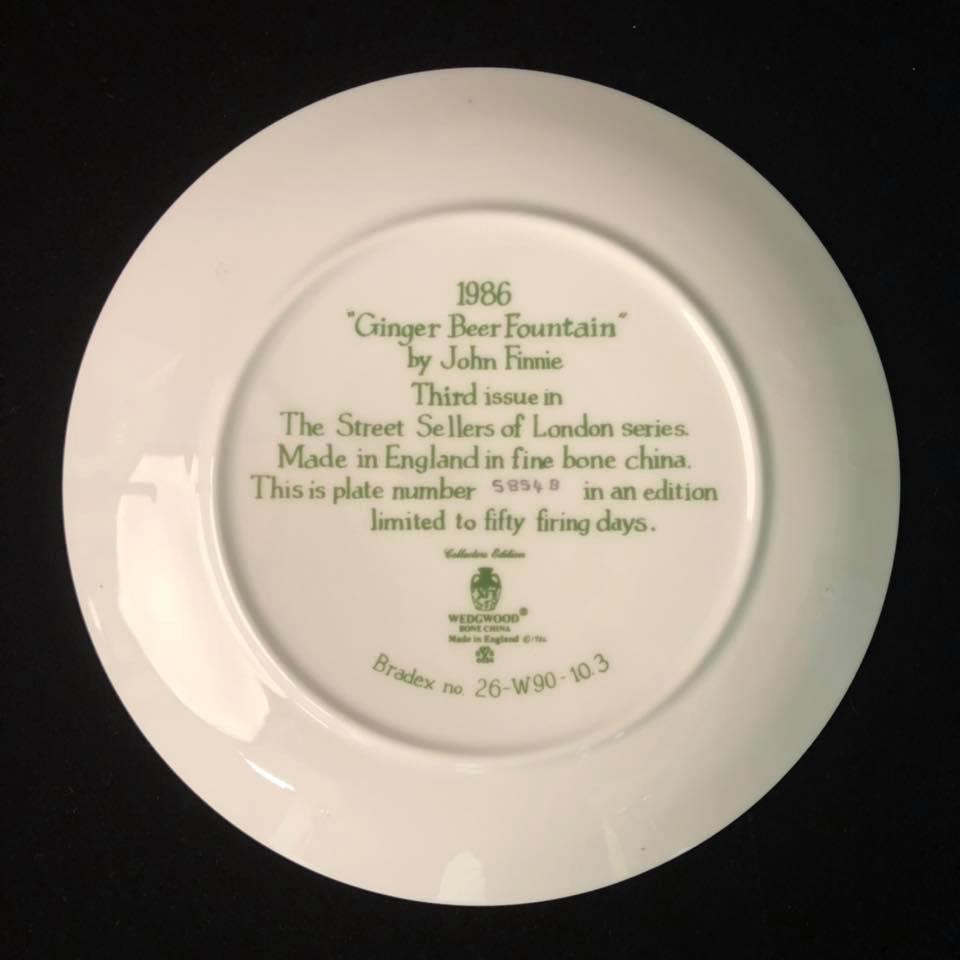 1986
"Ginger Beer Fountain"
by John Finnie
Third issue in
The Street Sellers of London series.
Made in England in fine bone china.
This is plate number 5854 B in an edition
limited to fifty firing days.
Collectors Edition
WEDGWOOD®
BONE CHINA
Made in England ©
Bradex no. 26-W90-10.3